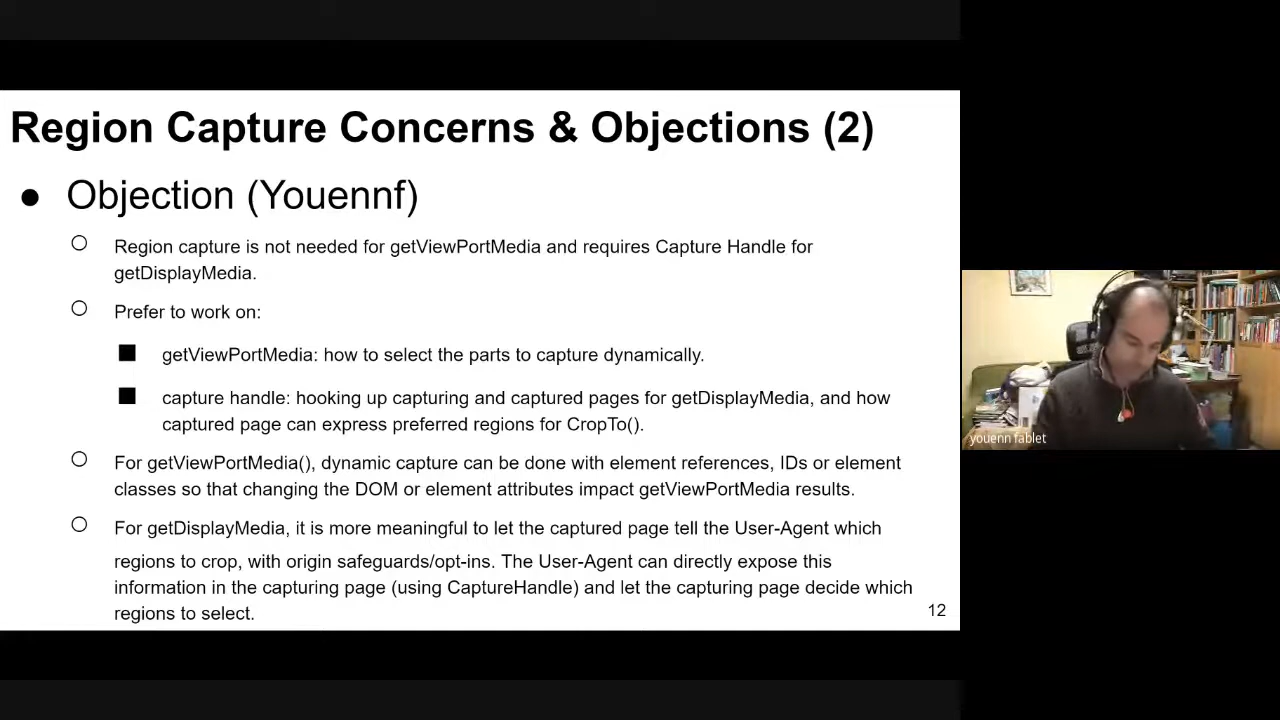 Region Capture Concerns & Objections (2)
● Objection (Youennf)
○ Region capture is not needed for getViewPortMedia and requires Capture Handle for
getDisplayMedia.
○ Prefer to work on:
■ getViewPortMedia: how to select the parts to capture dynamically.
■ capture handle: hooking up capturing and captured pages for getDisplayMedia, and how
captured page can express preferred regions for CropTo().
○ For getViewPortMedia(), dynamic capture can be done with element references, IDs or element
classes so that changing the DOM or element attributes impact getViewPortMedia results.
○ For getDisplayMedia, it is more meaningful to let the captured page tell the User-Agent which
regions to crop, with origin safeguards/opt-ins. The User-Agent can directly expose this
information in the capturing page (using CaptureHandle) and let the capturing page decide which
regions to select.
12
youenn fablet